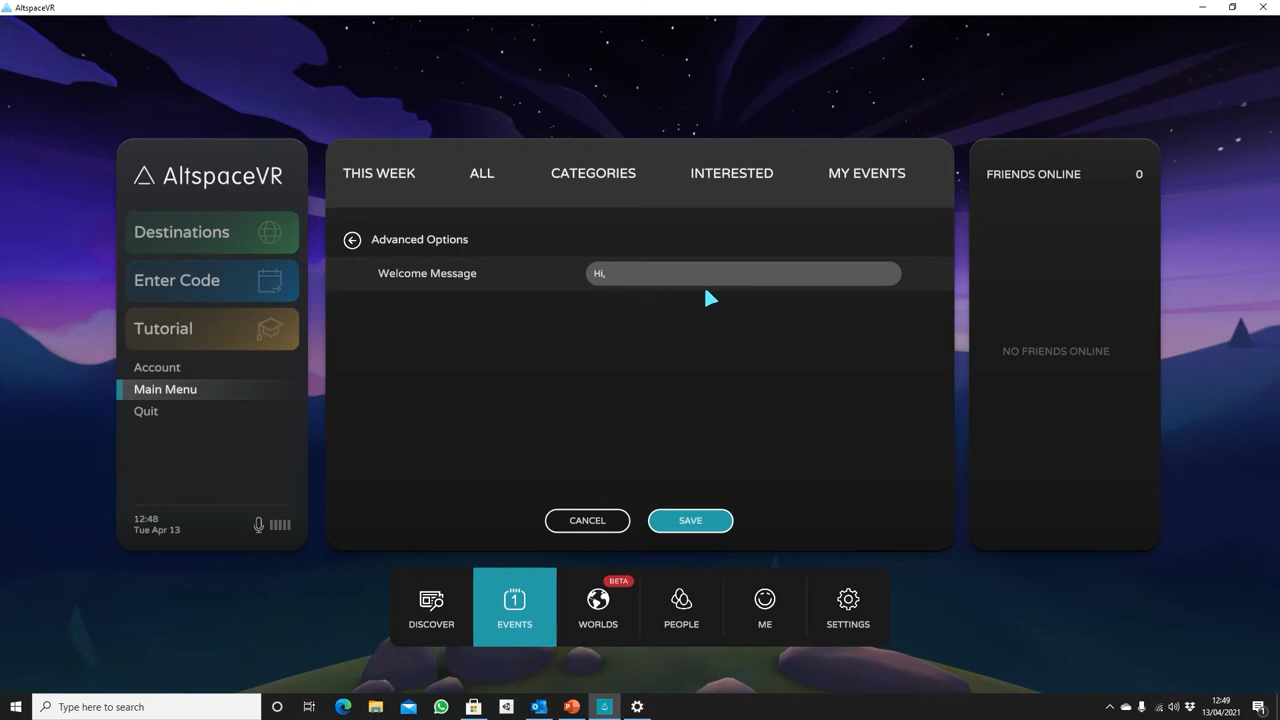 AltspaceVR
AltspaceVR
Destinations
Enter Code
Tutorial
Account
Main Menu
Quit
12:48
Tue Apr 13
THIS WEEK ALL CATEGORIES INTERESTED MY EVENTS
Advanced Options
Welcome Message Hi,
CANCEL SAVE
FRIENDS ONLINE 0
NO FRIENDS ONLINE
BETA
DISCOVER 1 EVENTS WORLDS PEOPLE ME SETTINGS
Type here to search
12:49
13/04/2021
1